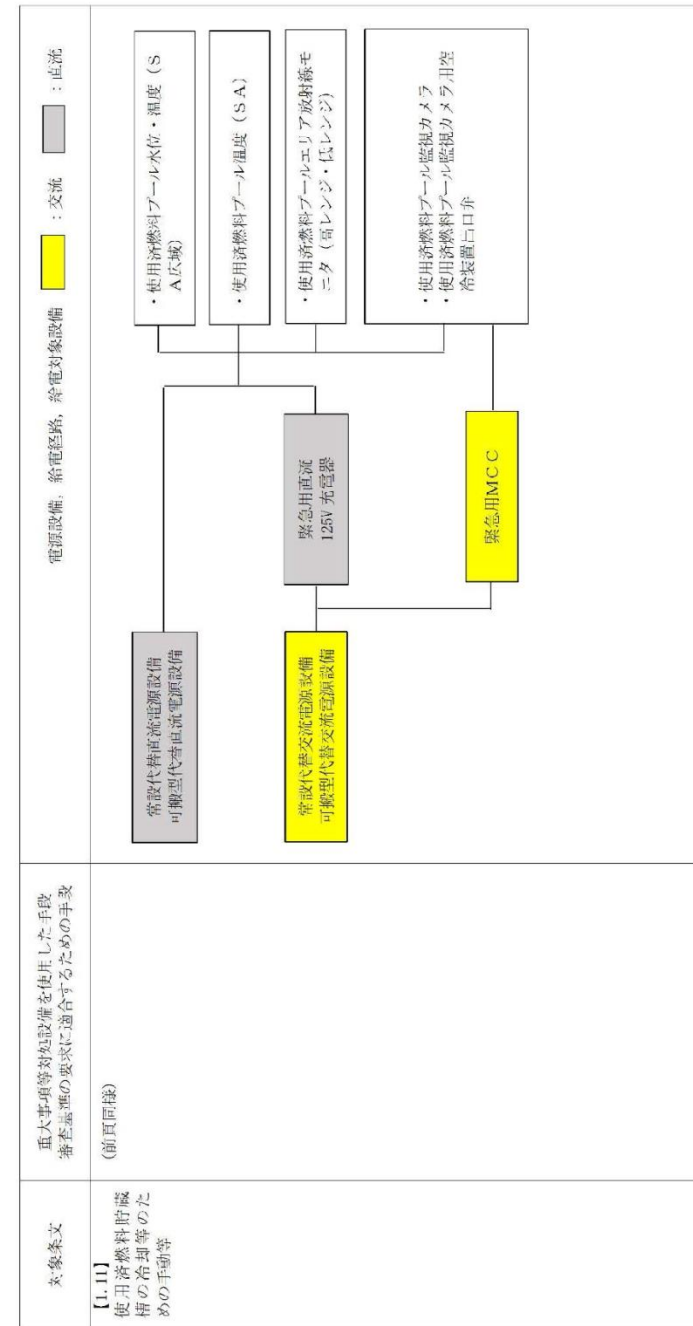 対象条文
重大事項等対処設備を使用した手段
審査基準の要求に適合するための手段
電源設備，給電経路，給電対象設備
：交流
：直流
【1.11】
使用済燃料貯蔵
槽の冷却等のた
めの手動等
(前頁同様)
常設代替直流電源設備
可搬型代替直流電源設備
常設代替交流電源設備
可搬型代替交流電源設備
緊急用直流
125V 充電器
緊急用MCC
・使用済燃料プール水位・温度（S
A広域）
・使用済燃料プール温度（SA）
・使用済燃料プールエリア放射線モ
ニタ（高レンジ・低レンジ）
・使用済燃料プール監視カメラ
・使用済燃料プール監視カメラ用空
冷装置出口弁